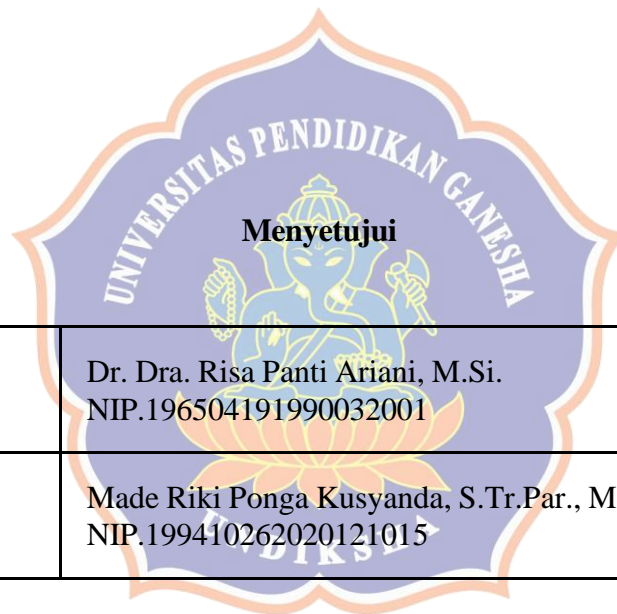 UNIVERSITAS PENDIDIKAN GANESHA
Menyetujui
Dr. Dra. Risa Panti Ariani, M.Si.
NIP.196504191990032001
Made Riki Ponga Kusyanda, S.Tr.Par., M
NIP.199410262020121015
UNDIKSHA